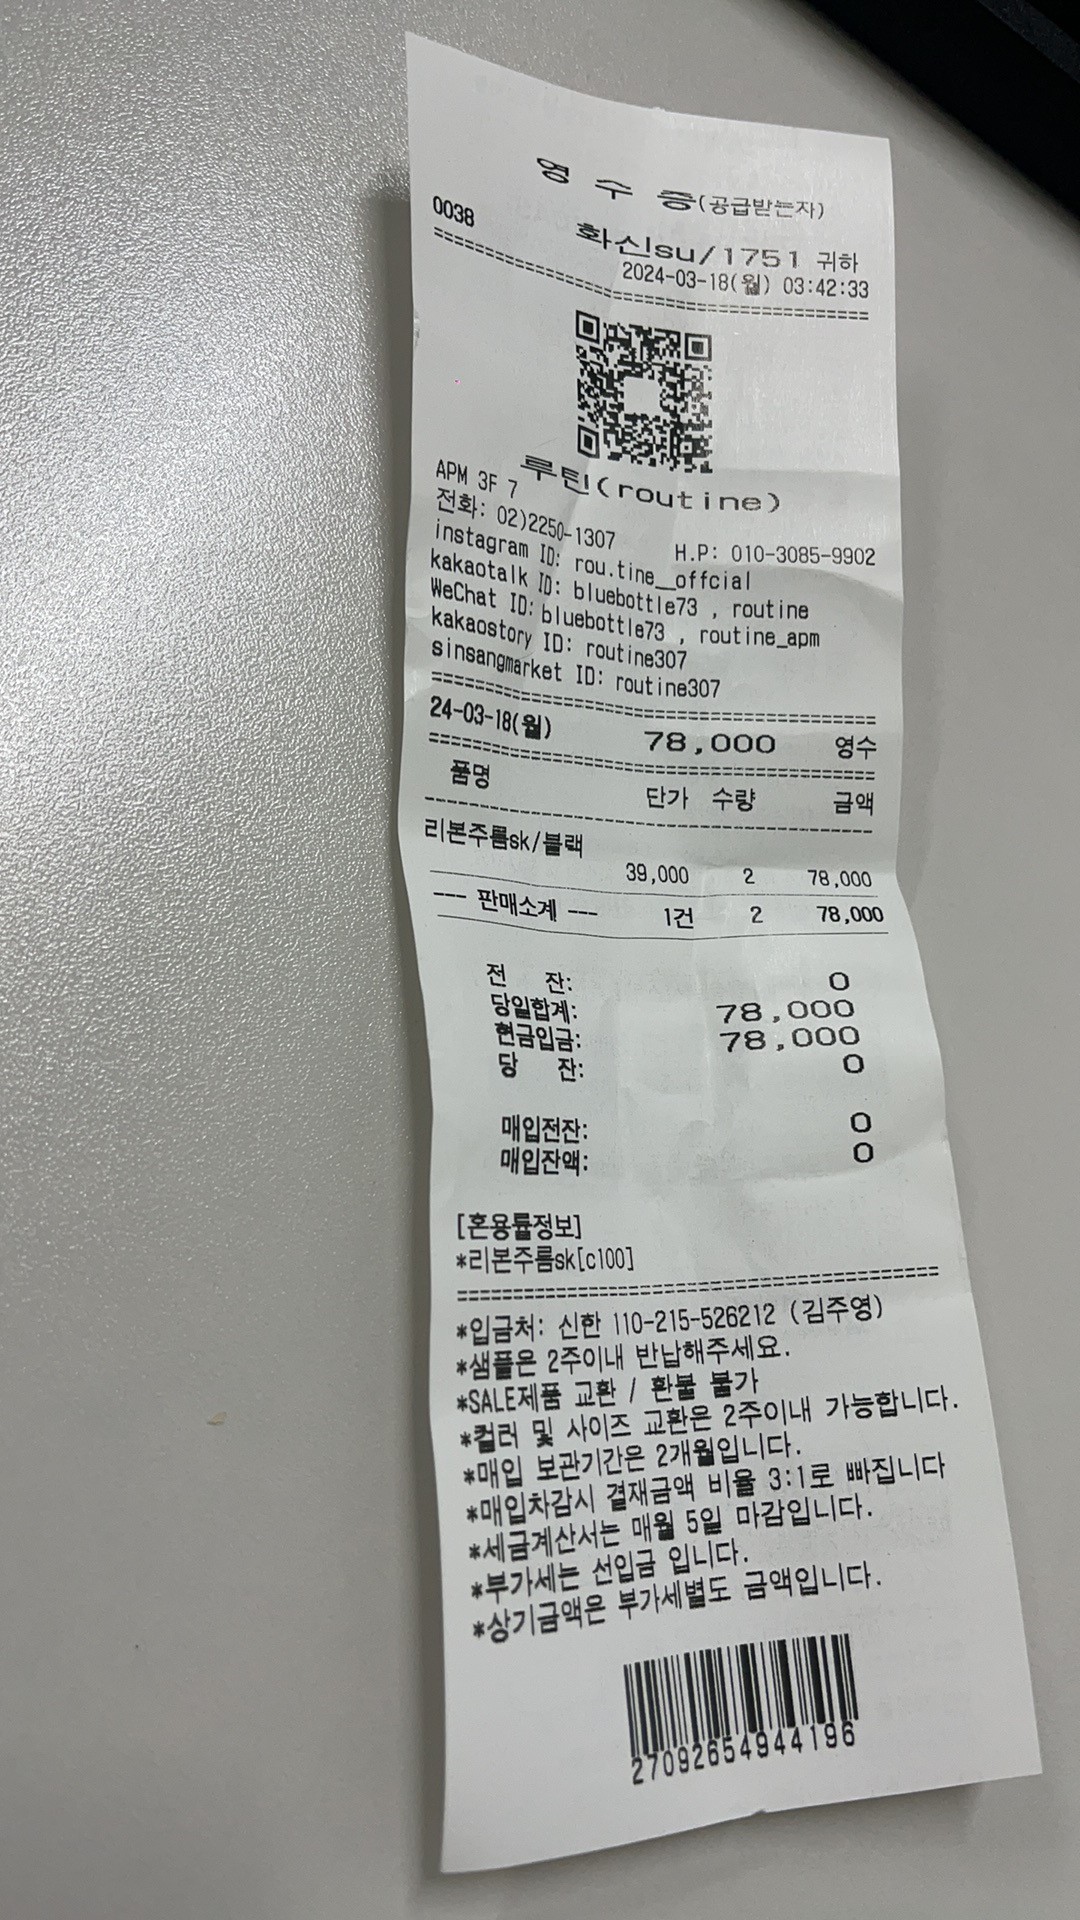 영 수 증(공급받는자)
0038
화신su/1751 귀하
2024-03-18(월) 03:42:33
루틴(routine)
APM 3F 7
전화: 02)2250-1307 H.P: 010-3085-9902
instagram ID: rou.tine__offcial
kakaotalk ID: bluebottle73 , routine
WeChat ID: bluebottle73 , routine_apm
kakaostory ID: routine307
sinsangmarket ID: routine307
24-03-18(월) 78,000 영수
품명 단가 수량 금액
리본주름sk/블랙
39,000 2 78,000
--- 판매소계 --- 1건 2 78,000
전 잔: 0
당일합계: 78,000
현금입금: 78,000
당 잔: 0
매입전잔: 0
매입잔액: 0
[혼용률정보]
*리본주름sk[c100]
*입금처: 신한 110-215-526212 (김주영)
*샘플은 2주이내 반납해주세요.
*SALE제품 교환 / 환불 불가
*컬러 및 사이즈 교환은 2주이내 가능합니다.
*매입 보관기간은 2개월입니다.
*매입차감시 결재금액 비율 3:1로 빠집니다
*세금계산서는 매월 5일 마감입니다.
*부가세는 선입금 입니다.
*상기금액은 부가세별도 금액입니다.
27092654944196